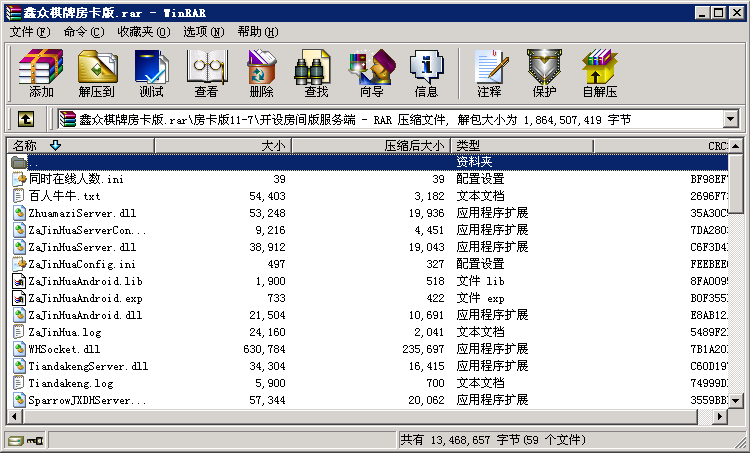 鑫众棋牌房卡版.rar - WinRAR
文件(F) 命令(C) 收藏夹(O) 选项(N) 帮助(H)
添加 解压到 测试 查看 删除 查找 向导 信息 注释 保护 自解压
鑫众棋牌房卡版.rar\房卡版11-7\开设房间版服务端 - RAR 压缩文件, 解包大小为 1,864,507,419 字节
名称 大小 压缩后大小 类型 CRC
.. 资料夹
同时在线人数.ini 39 39 配置设置 BF98EF
百人牛牛.txt 54,403 3,182 文本文档 2696F7
ZhuamaziServer.dll 53,248 19,936 应用程序扩展 35A30C
ZaJinHuaServerCon... 9,216 4,451 应用程序扩展 7DA280
ZaJinHuaServer.dll 38,912 19,043 应用程序扩展 C6F3D4
ZaJinHuaConfig.ini 497 327 配置设置 FEEBEE
ZaJinHuaAndroid.lib 1,900 518 文件 lib 8FA009
ZaJinHuaAndroid.exp 733 422 文件 exp B0F355
ZaJinHuaAndroid.dll 21,504 10,691 应用程序扩展 E8AB12
ZaJinHua.log 24,160 2,041 文本文档 5489F2
WHSocket.dll 630,784 235,697 应用程序扩展 7B1A20
TiandakengServer.dll 34,304 16,415 应用程序扩展 C60D19
Tiandakeng.log 5,900 700 文本文档 74999D
SparrowJXDHServer... 57,344 20,062 应用程序扩展 3559BB
共有 13,468,657 字节(59 个文件)